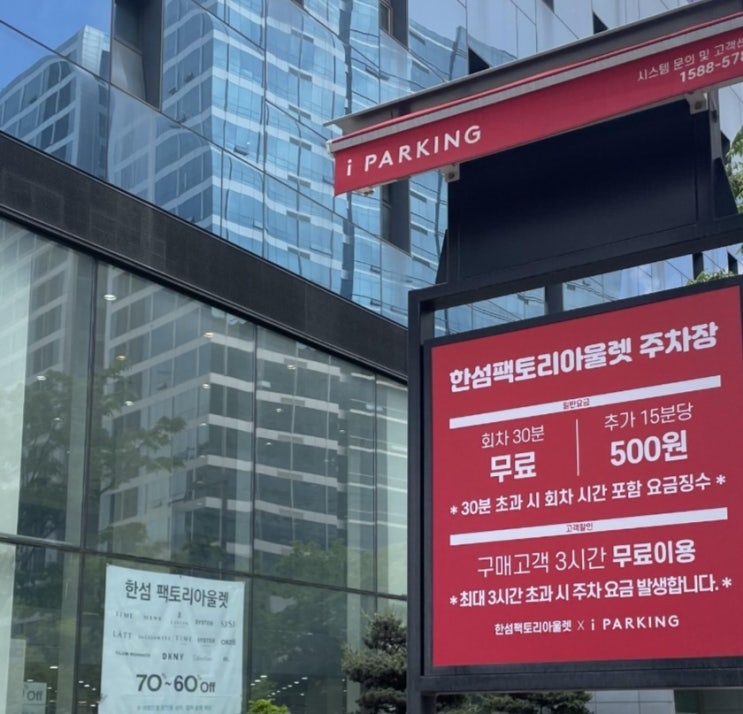 시스템 문의 및 고객센
1588-578
i PARKING
한섬팩토리아울렛 주차장
일반요금
회차 30분
무료
추가 15분당
500원
* 30분 초과 시 회차 시간 포함 요금징수 *
고객할인
구매고객 3시간 무료이용
* 최대 3시간 초과 시 주차 요금 발생합니다. *
한섬팩토리아울렛 X i PARKING
한섬 팩토리아울렛
TIME SYSTEM SJSJ
LÄTT TIME SYSTEM
DKNY
70%~60% Off
Off